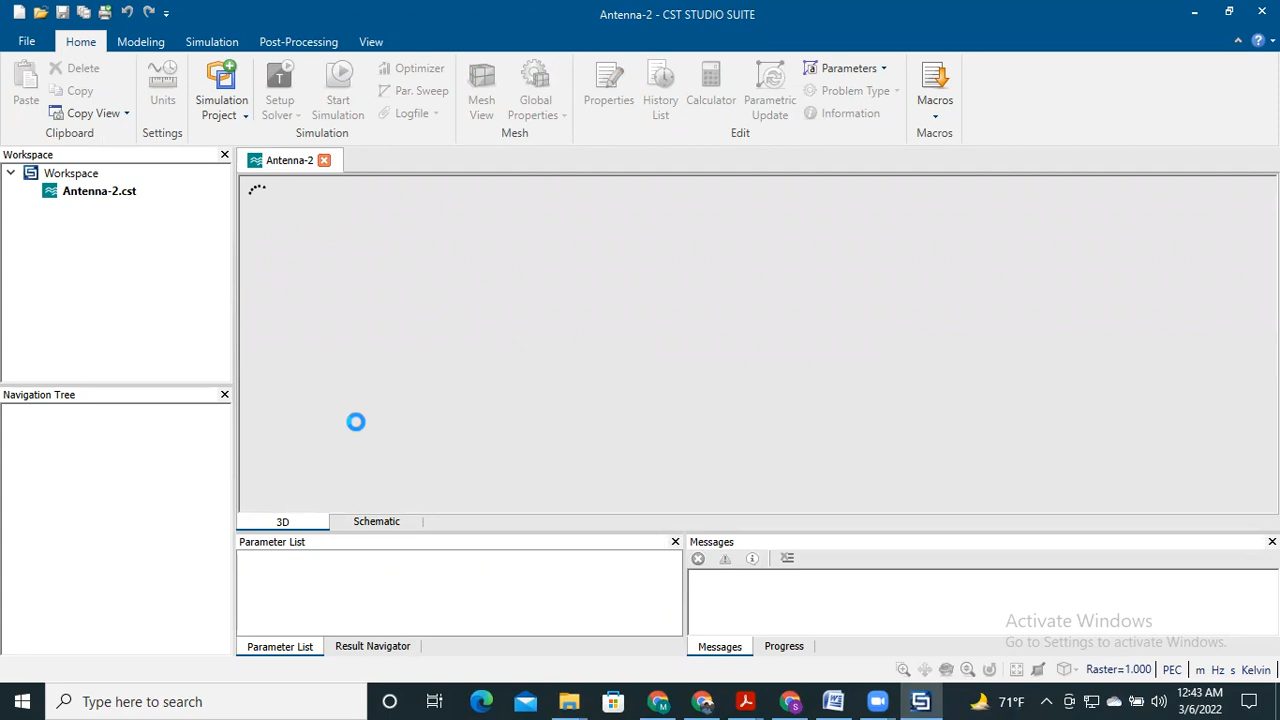 Antenna-2 - CST STUDIO SUITE
File Home Modeling Simulation Post-Processing View
Paste
Delete
Copy
Copy View
Clipboard
Units
Settings
Simulation Project
Setup Solver
Start Simulation
Optimizer
Par. Sweep
Logfile
Simulation
Mesh View
Global Properties
Mesh
Properties
History List
Calculator
Parametric Update
Parameters
Problem Type
Information
Edit
Macros
Macros
Workspace
Workspace
Antenna-2.cst
Navigation Tree
Antenna-2
3D Schematic
Parameter List
Parameter List Result Navigator
Messages
Messages Progress
Activate Windows
Go to Settings to activate Windows.
Raster=1.000 PEC m Hz s Kelvin
Type here to search
71°F
12:43 AM
3/6/2022